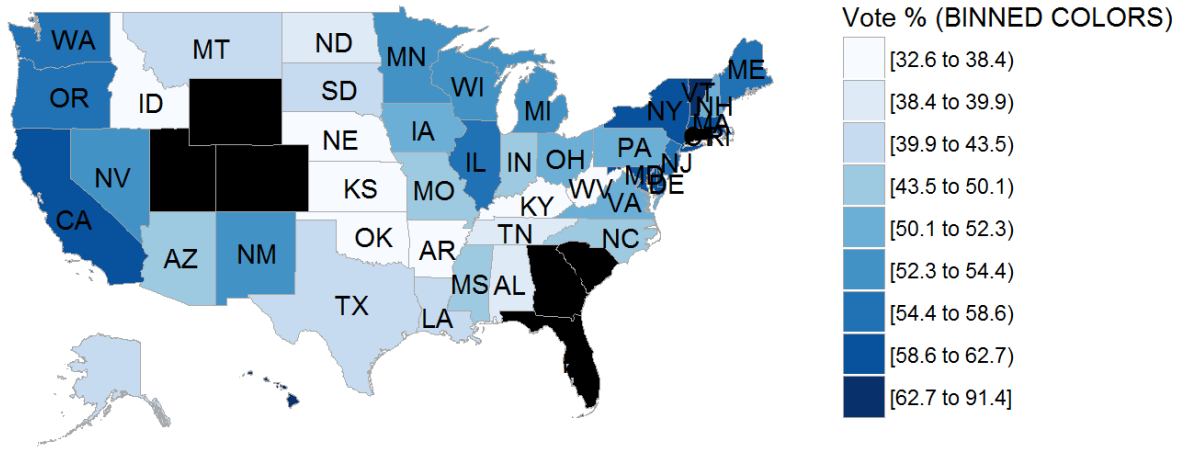 Vote % (BINNED COLORS)
[32.6 to 38.4)
[38.4 to 39.9)
[39.9 to 43.5)
[43.5 to 50.1)
[50.1 to 52.3)
[52.3 to 54.4)
[54.4 to 58.6)
[58.6 to 62.7)
[62.7 to 91.4]
WA
MT
ND
MN
ME
OR
ID
SD
WI
MI
VT
NH
NY
MA
RI
NE
IA
IL
IN
OH
PA
NJ
NV
KS
MO
WV
MD
DE
VA
CA
KY
AZ
NM
OK
AR
TN
NC
MS
AL
TX
LA